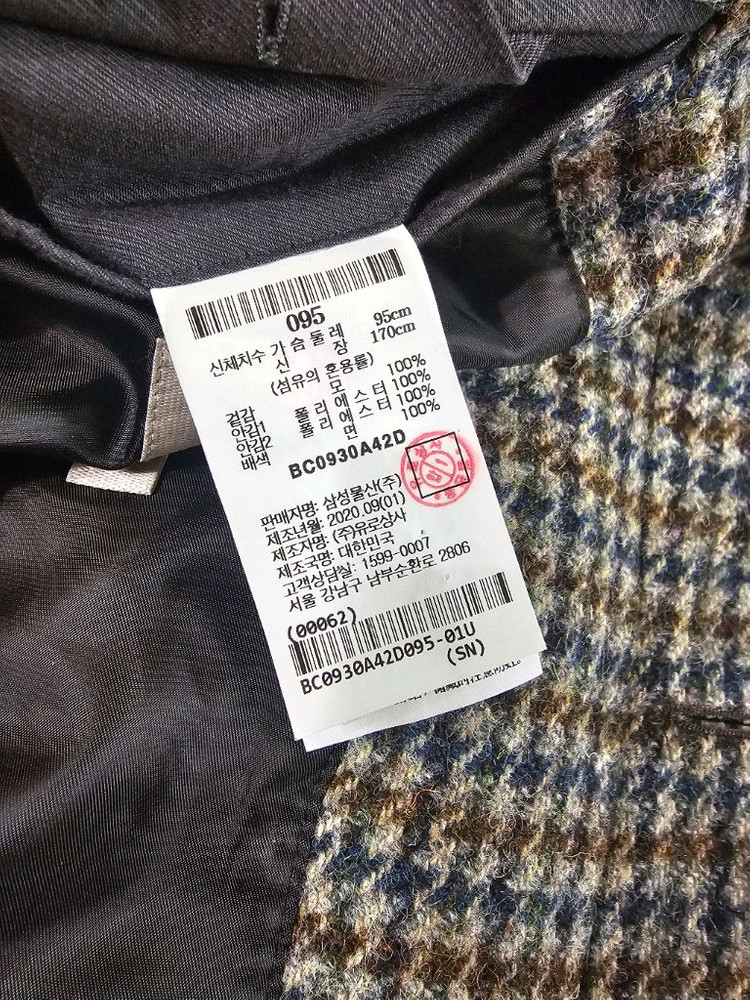 095
신체치수 가 슴 둘 레 95cm
신 장 170cm
(섬유의 혼용률)
겉감 모 100%
안감1 폴 리 에 스 터 100%
안감2 폴 리 에 스 터 100%
배색 면 100%
BC0930A42D
판매자명: 삼성물산(주)
제조년월: 2020.09(01)
제조자명: (주)유로상사
제조국명: 대한민국
고객상담실: 1599-0007
서울 강남구 남부순환로 2806
(00062)
BC0930A42D095-01U
(SN)